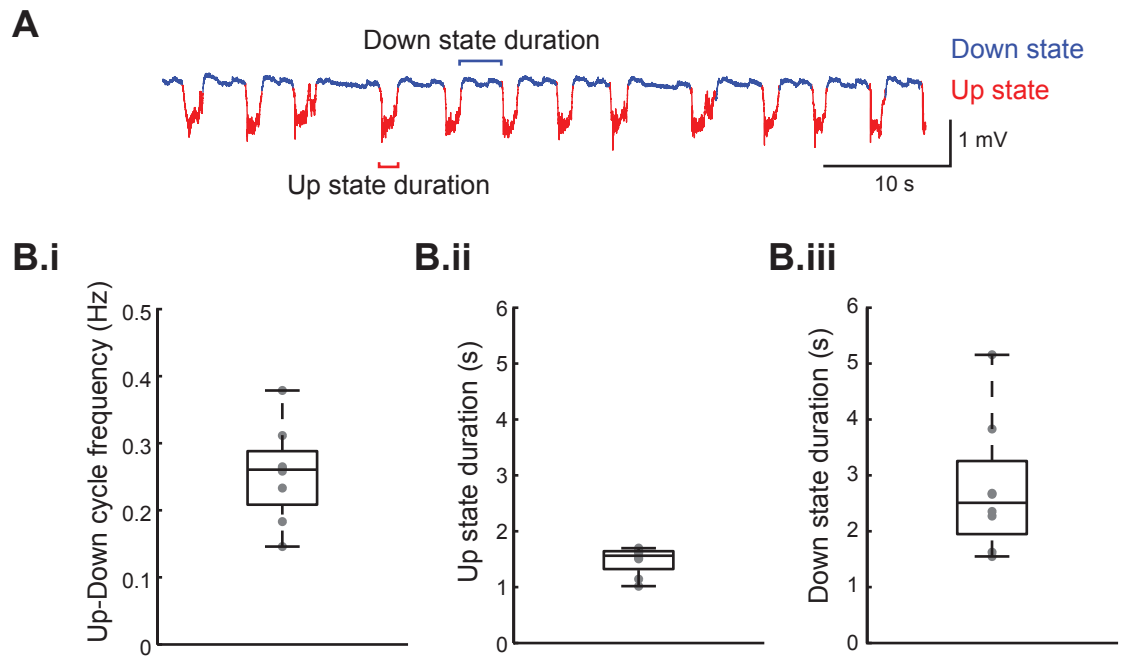 A
Down state duration
Down state
Up state
1 mV
10 s
Up state duration
B.i
Up-Down cycle frequency (Hz)
0.5
0.4
0.3
0.2
0.1
0
B.ii
Up state duration (s)
6
5
4
3
2
1
0
B.iii
Down state duration (s)
6
5
4
3
2
1
0